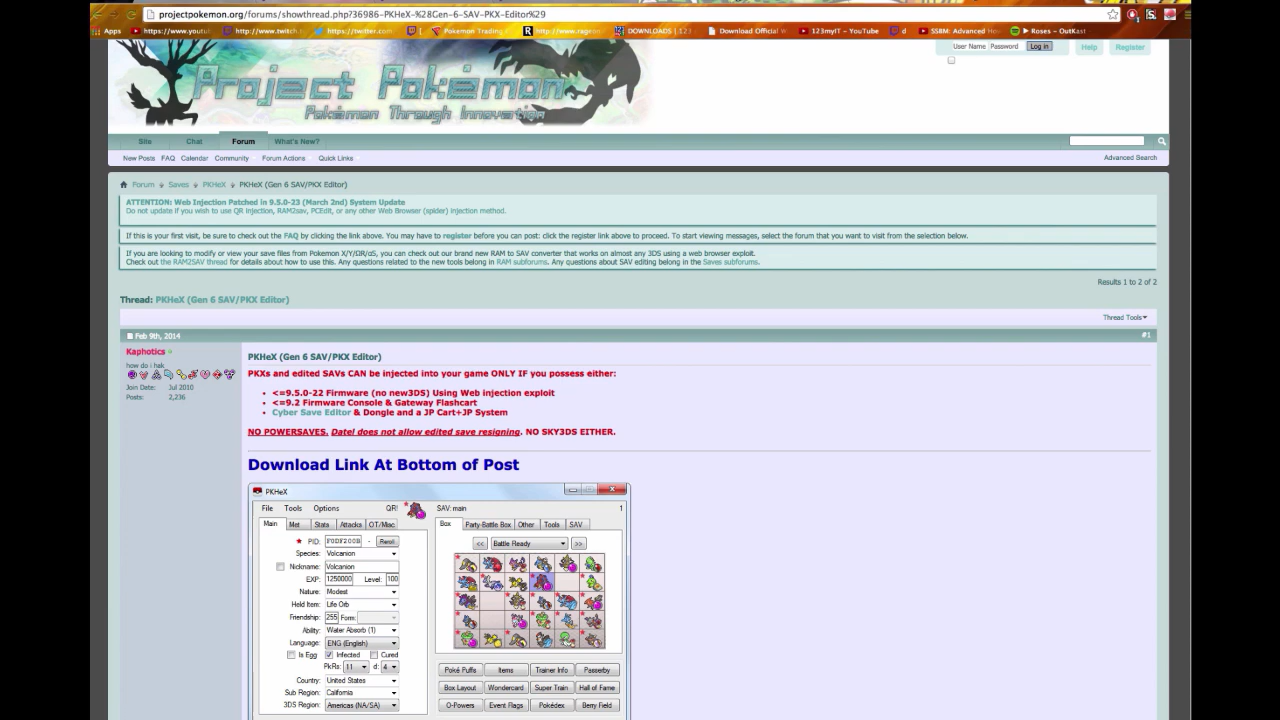 projectpokemon.org/forums/showthread.php?36986-PKHeX-%28Gen-6-SAV-PKX-Editor%29
Apps https://www.youtu http://www.twitch https://twitter.com Pokemon Trading http://www.ragn DOWNLOADS | 123 Download Official 123myIT - YouTube SSBM: Advanced Ho Roses - OutKast
Project Pokémon
Pokémon Through Innovation
User Name Password Log in Help Register
Site Chat Forum What's New?
New Posts FAQ Calendar Community Forum Actions Quick Links Advanced Search
Forum Saves PKHeX PKHeX (Gen 6 SAV/PKX Editor)
ATTENTION: Web Injection Patched in 9.5.0-23 (March 2nd) System Update
Do not update if you wish to use QR injection, RAM2sav, PCEdit, or any other Web Browser (spider) injection method.
If this is your first visit, be sure to check out the FAQ by clicking the link above. You may have to register before you can post: click the register link above to proceed. To start viewing messages, select the forum that you want to visit from the selection below.
If you are looking to modify or view your save files from Pokemon X/Y/ΩR/αS, you can check out our brand new RAM to SAV converter that works on almost any 3DS using a web browser exploit.
Check out the RAM2SAV thread for details about how to use this. Any questions related to the new tools belong in RAM subforums. Any questions about SAV editing belong in the Saves subforums.
Results 1 to 2 of 2
Thread: PKHeX (Gen 6 SAV/PKX Editor)
Thread Tools
Feb 9th, 2014 #1
Kaphotics
how do i hak
Join Date: Jul 2010
Posts: 2,236
PKHeX (Gen 6 SAV/PKX Editor)
PKXs and edited SAVs CAN be injected into your game ONLY IF you possess either:
<=9.5.0-22 Firmware (no new3DS) Using Web injection exploit
<=9.2 Firmware Console & Gateway Flashcart
Cyber Save Editor & Dongle and a JP Cart+JP System
NO POWERSAVES. Datel does not allow edited save resigning. NO SKY3DS EITHER.
Download Link At Bottom of Post
PKHeX
File Tools Options QR! SAV: main 1
Main Met Stats Attacks OT/Misc
Box Party-Battle Box Other Tools SAV
PID: F0DF200B - Reroll
<< Battle Ready >>
Species: Volcanion
Nickname: Volcanion
EXP: 1250000 Level: 100
Nature: Modest
Held Item: Life Orb
Friendship: 255 Form:
Ability: Water Absorb (1)
Language: ENG (English)
Is Egg Infected Cured
PkRs: 11 d: 4
Country: United States
Sub Region: California
3DS Region: Americas (NA/SA)
Poké Puffs Items Trainer Info Passerby
Box Layout Wondercard Super Train Hall of Fame
O-Powers Event Flags Pokédex Berry Field